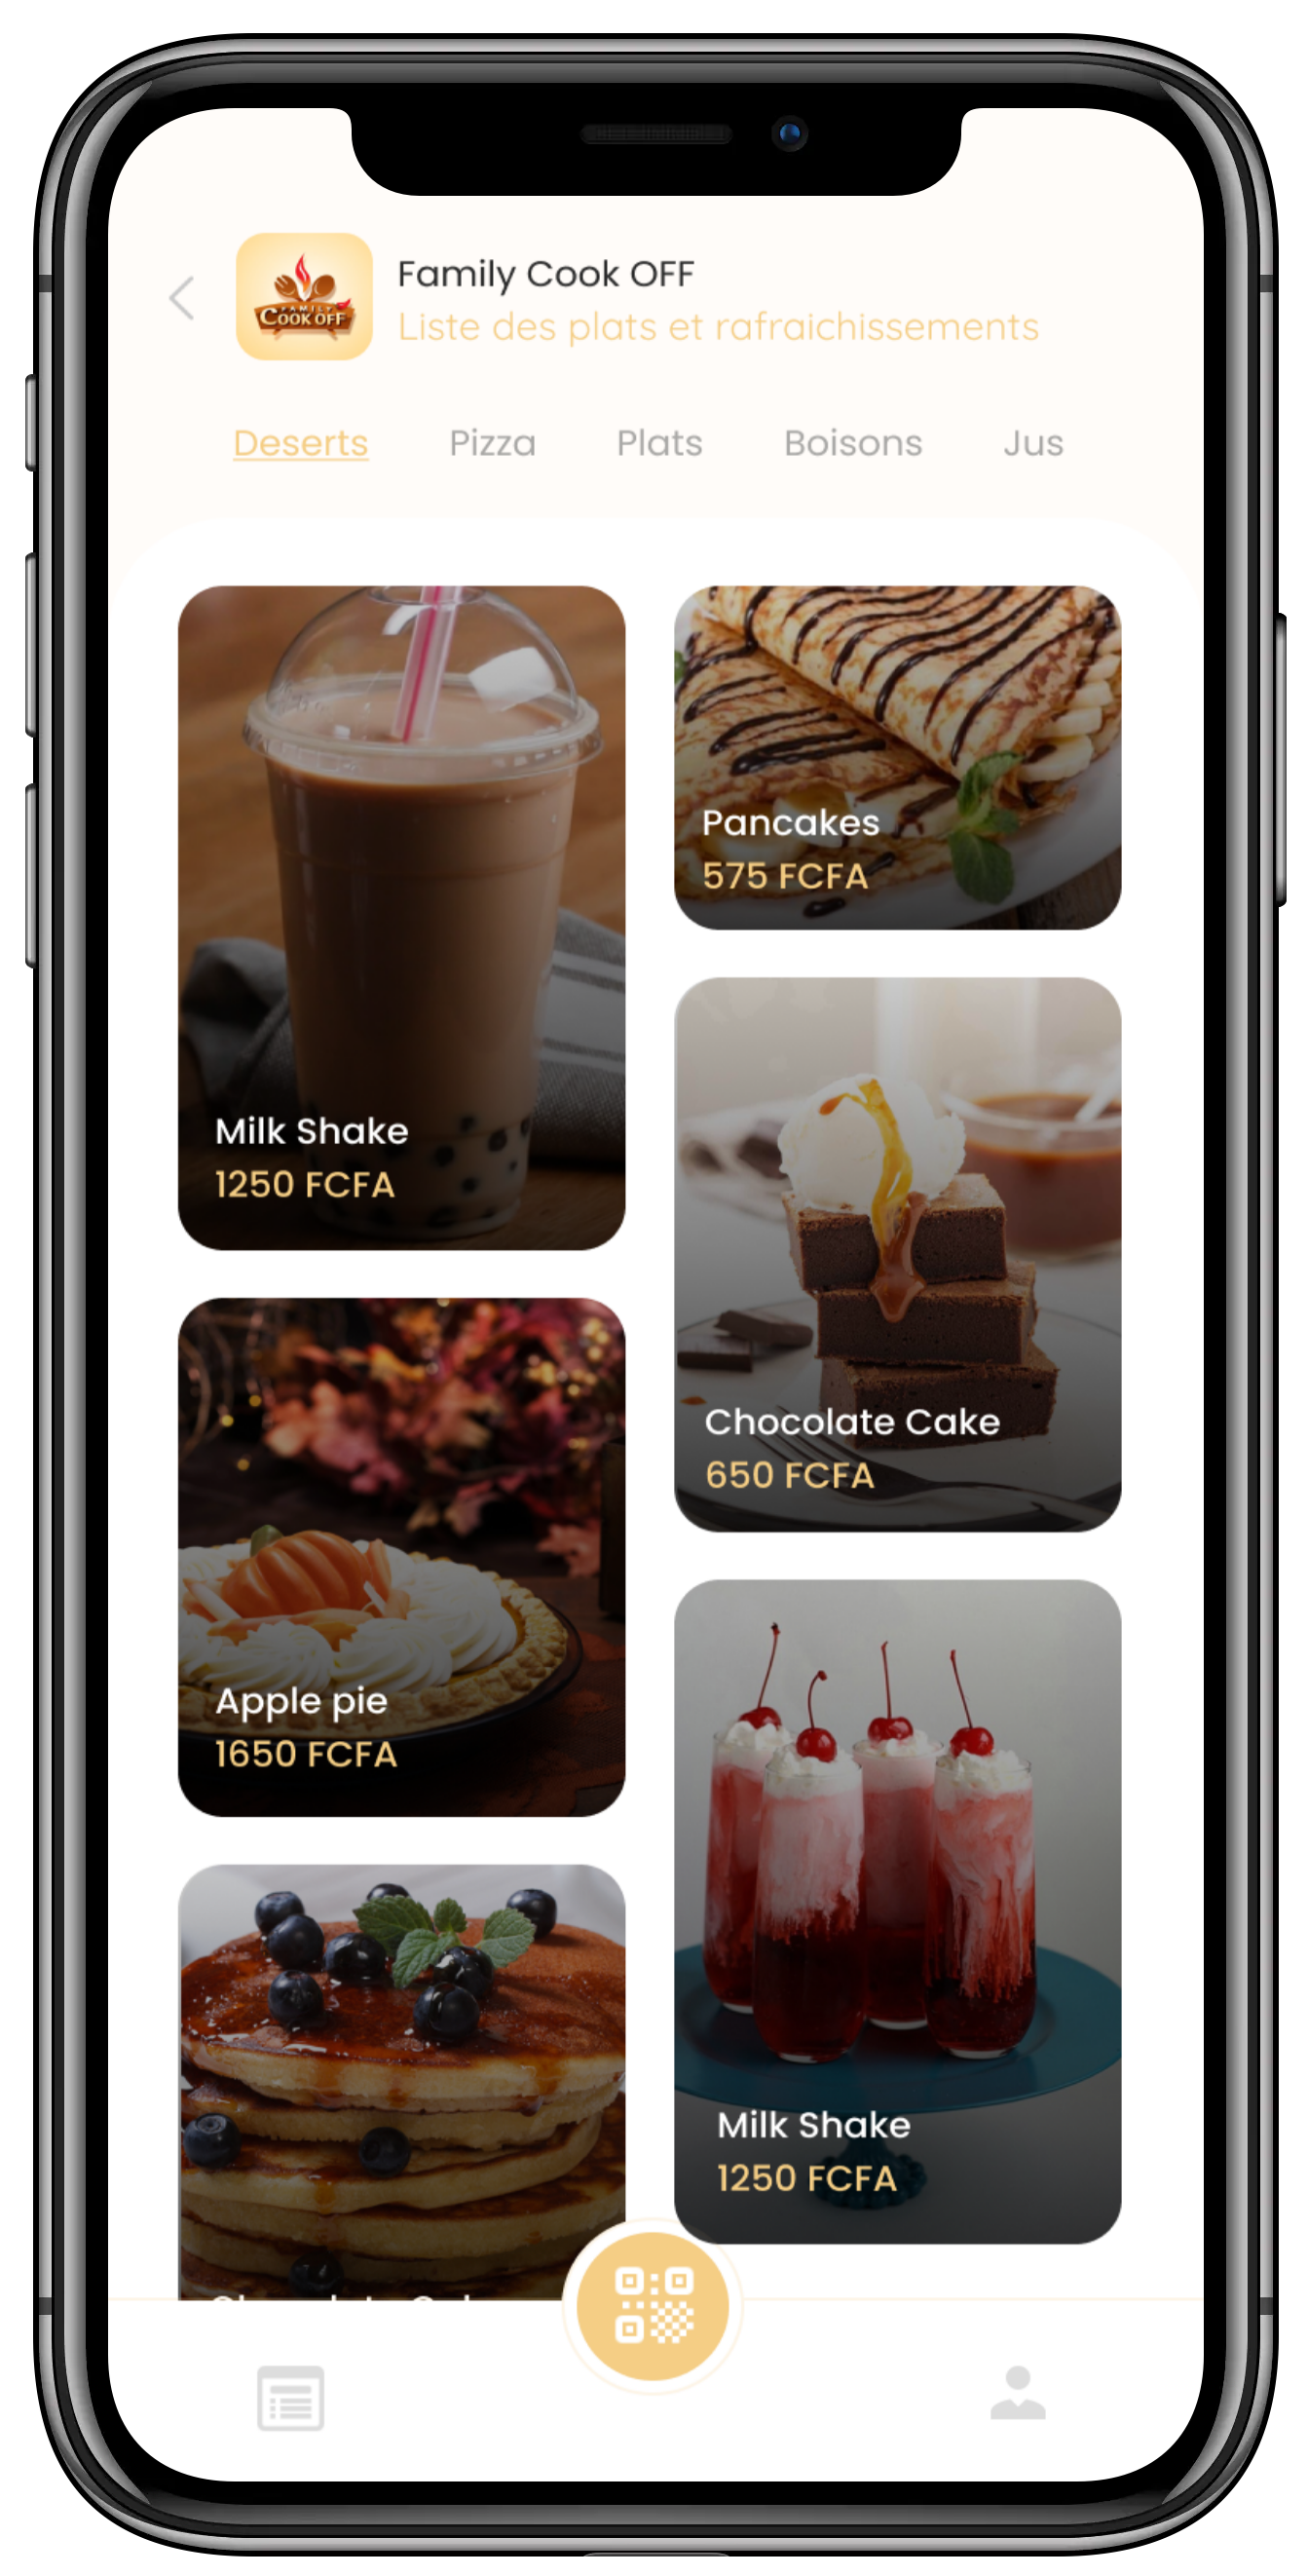 Family Cook OFF
FAMILY
COOK OFF
Liste des plats et rafraichissements
Deserts Pizza Plats Boisons Jus
Milk Shake
1250 FCFA
Pancakes
575 FCFA
Chocolate Cake
650 FCFA
Apple pie
1650 FCFA
Milk Shake
1250 FCFA